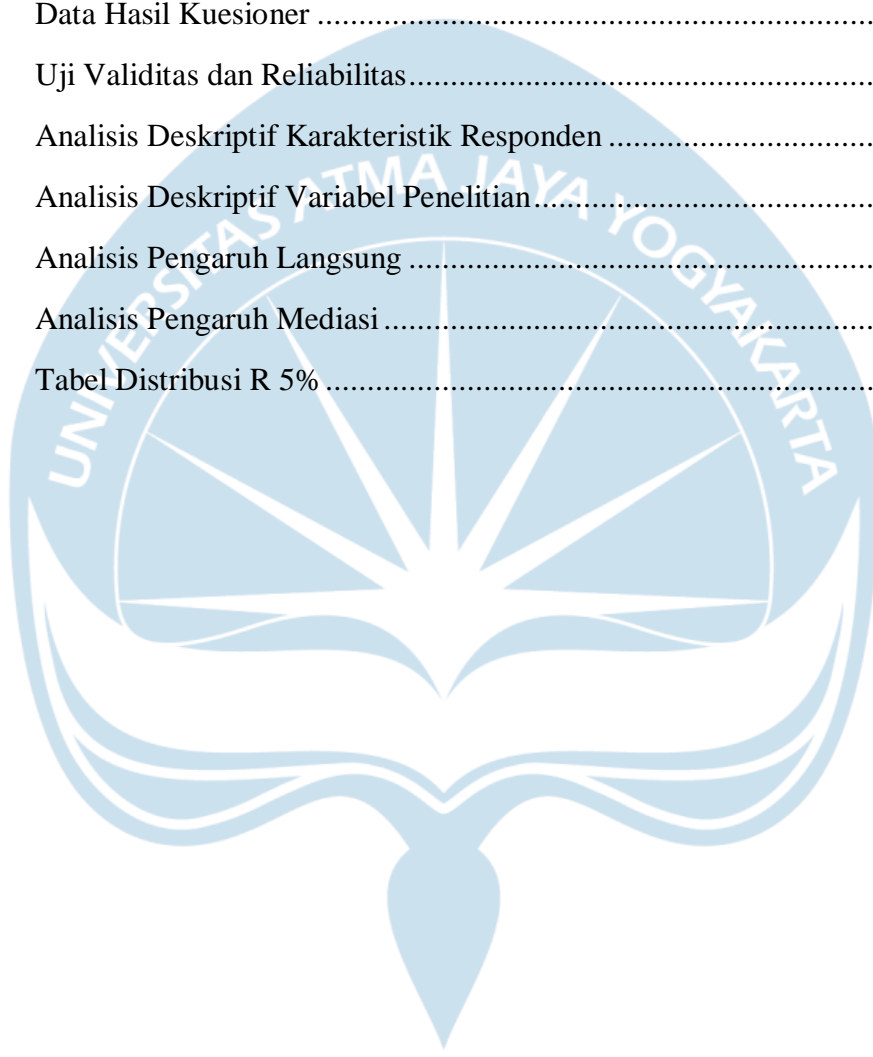 Data Hasil Kuesioner ..................................................................
Uji Validitas dan Reliabilitas.......................................................
Analisis Deskriptif Karakteristik Responden ..............................
Analisis Deskriptif Variabel Penelitian........................................
Analisis Pengaruh Langsung .......................................................
Analisis Pengaruh Mediasi ..........................................................
Tabel Distribusi R 5% .................................................................
UNIVERSITAS ATMA JAYA YOGYAKARTA